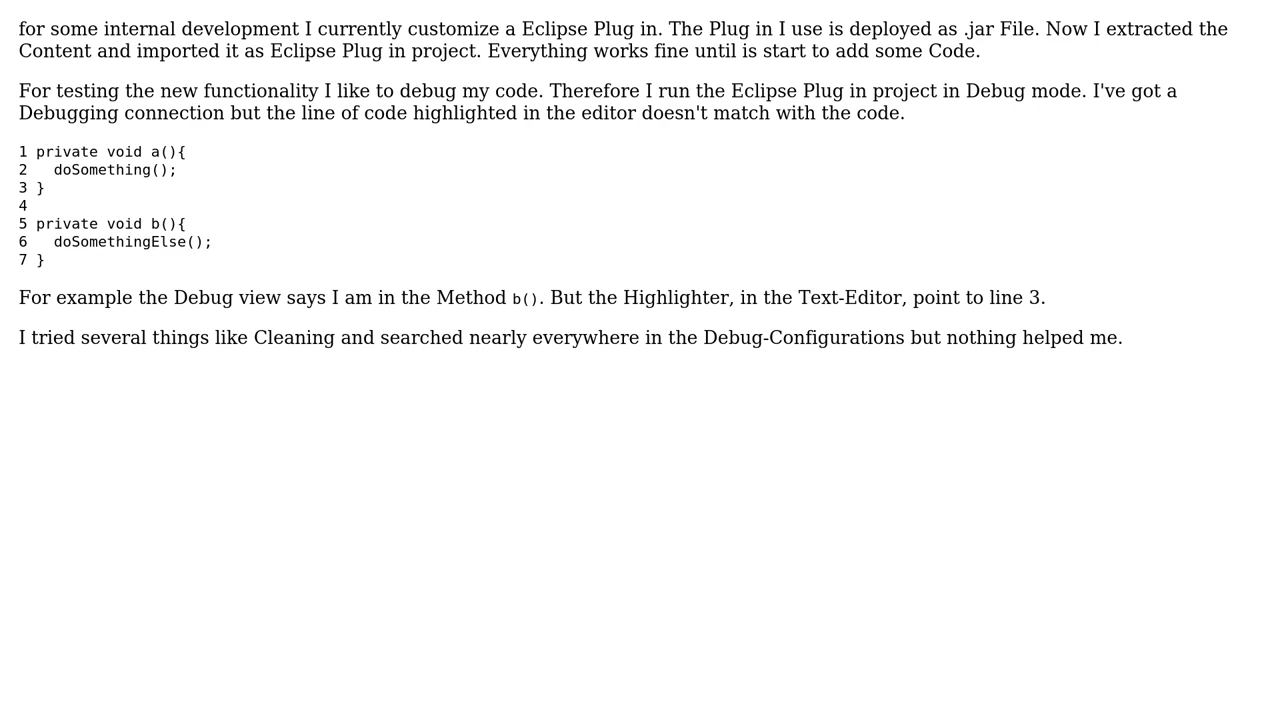 for some internal development I currently customize a Eclipse Plug in. The Plug in I use is deployed as .jar File. Now I extracted the
Content and imported it as Eclipse Plug in project. Everything works fine until is start to add some Code.
For testing the new functionality I like to debug my code. Therefore I run the Eclipse Plug in project in Debug mode. I've got a
Debugging connection but the line of code highlighted in the editor doesn't match with the code.
1 private void a(){
2   doSomething();
3 }
4
5 private void b(){
6   doSomethingElse();
7 }
For example the Debug view says I am in the Method b(). But the Highlighter, in the Text-Editor, point to line 3.
I tried several things like Cleaning and searched nearly everywhere in the Debug-Configurations but nothing helped me.